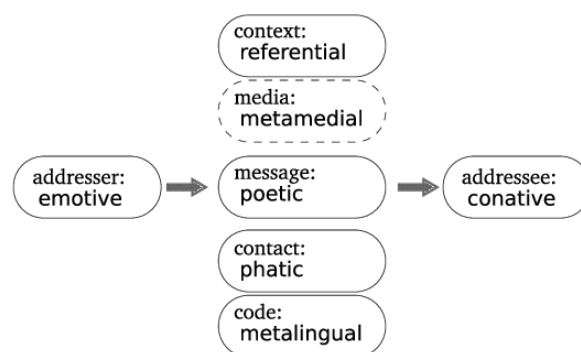 context:
referential
media:
metamedial
addresser:
emotive
message:
poetic
addressee:
conative
contact:
phatic
code:
metalingual